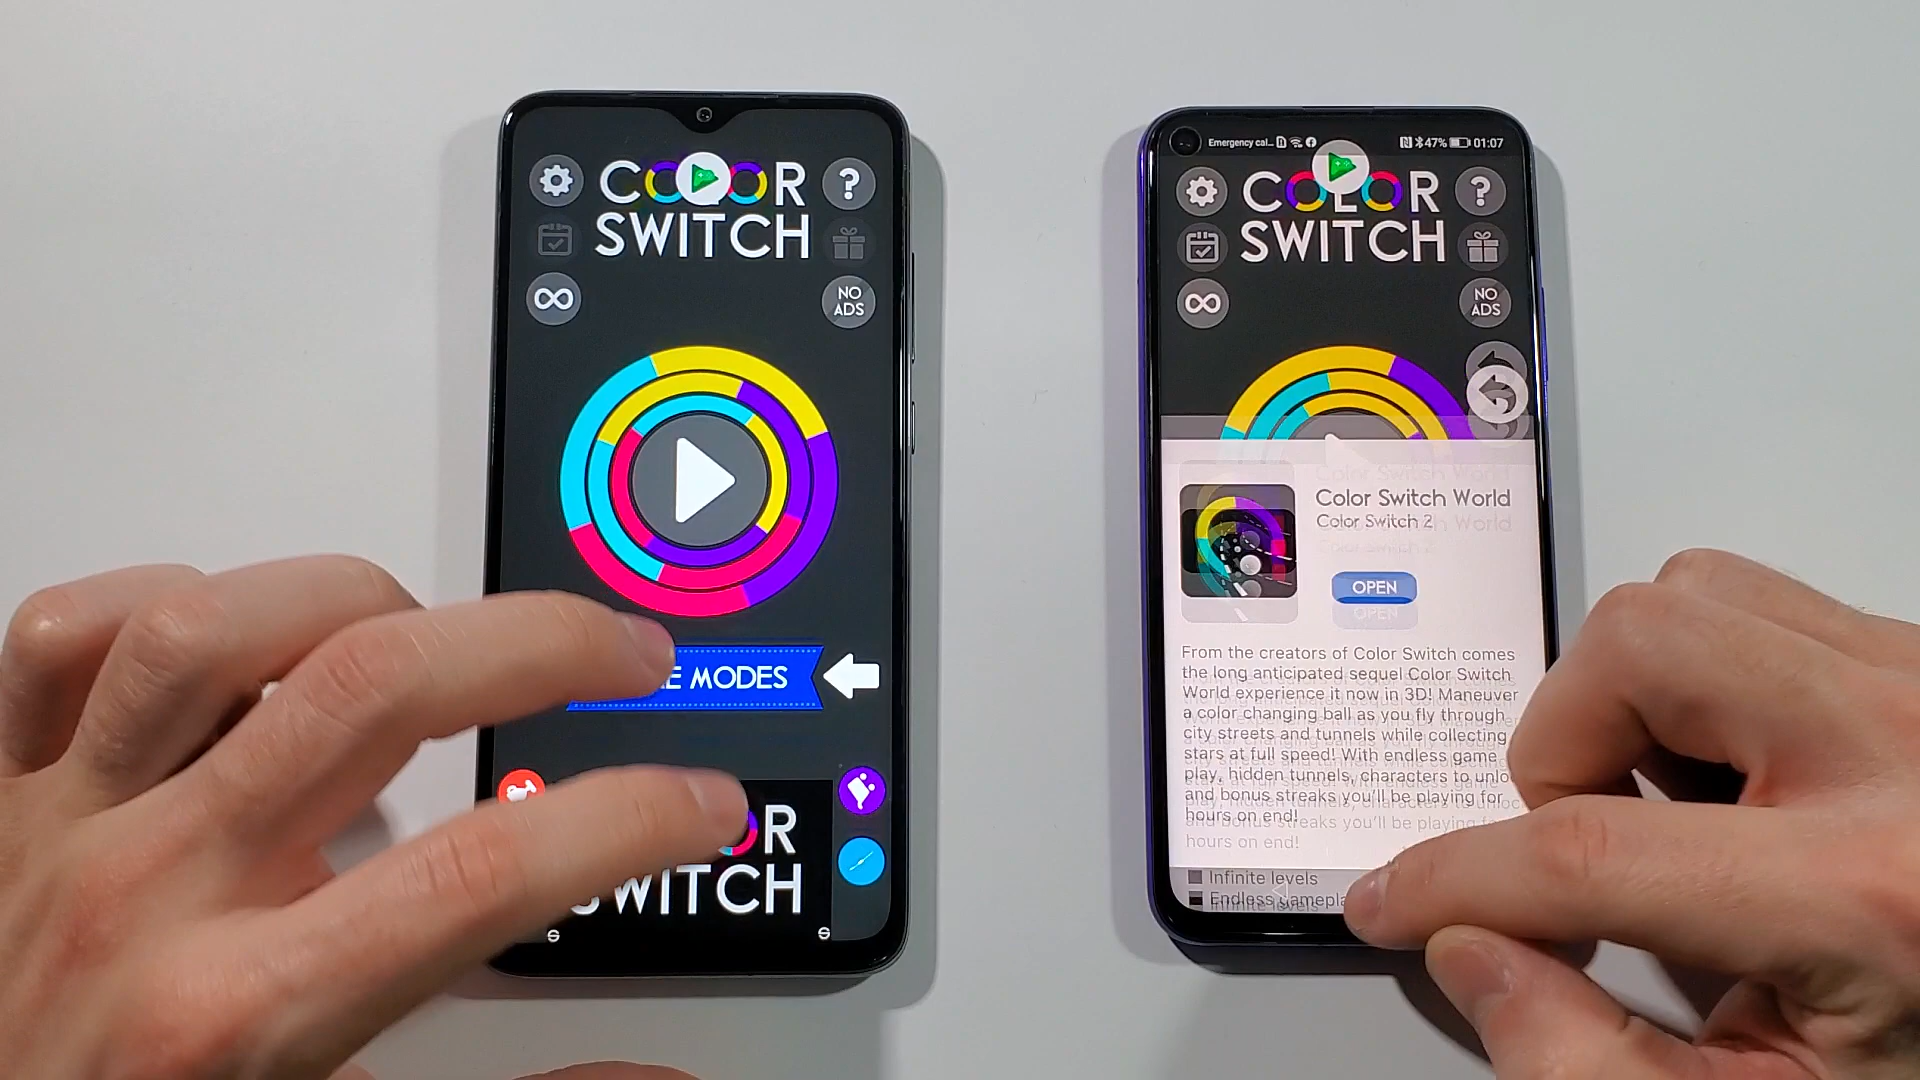 COLOR
SWITCH
?
NO
ADS
MODES
OR
SWITCH
Emergency cal...
47%
01:07
COLOR
SWITCH
?
NO
ADS
Color Switch World
Color Switch 2
OPEN
From the creators of Color Switch comes
the long anticipated sequel Color Switch
World experience it now in 3D! Maneuver
a color changing ball as you fly through
city streets and tunnels while collecting
stars at full speed! With endless game
play, hidden tunnels, characters to unlo
and bonus streaks you'll be playing for
hours on end!
Infinite levels
Endless Gamepla